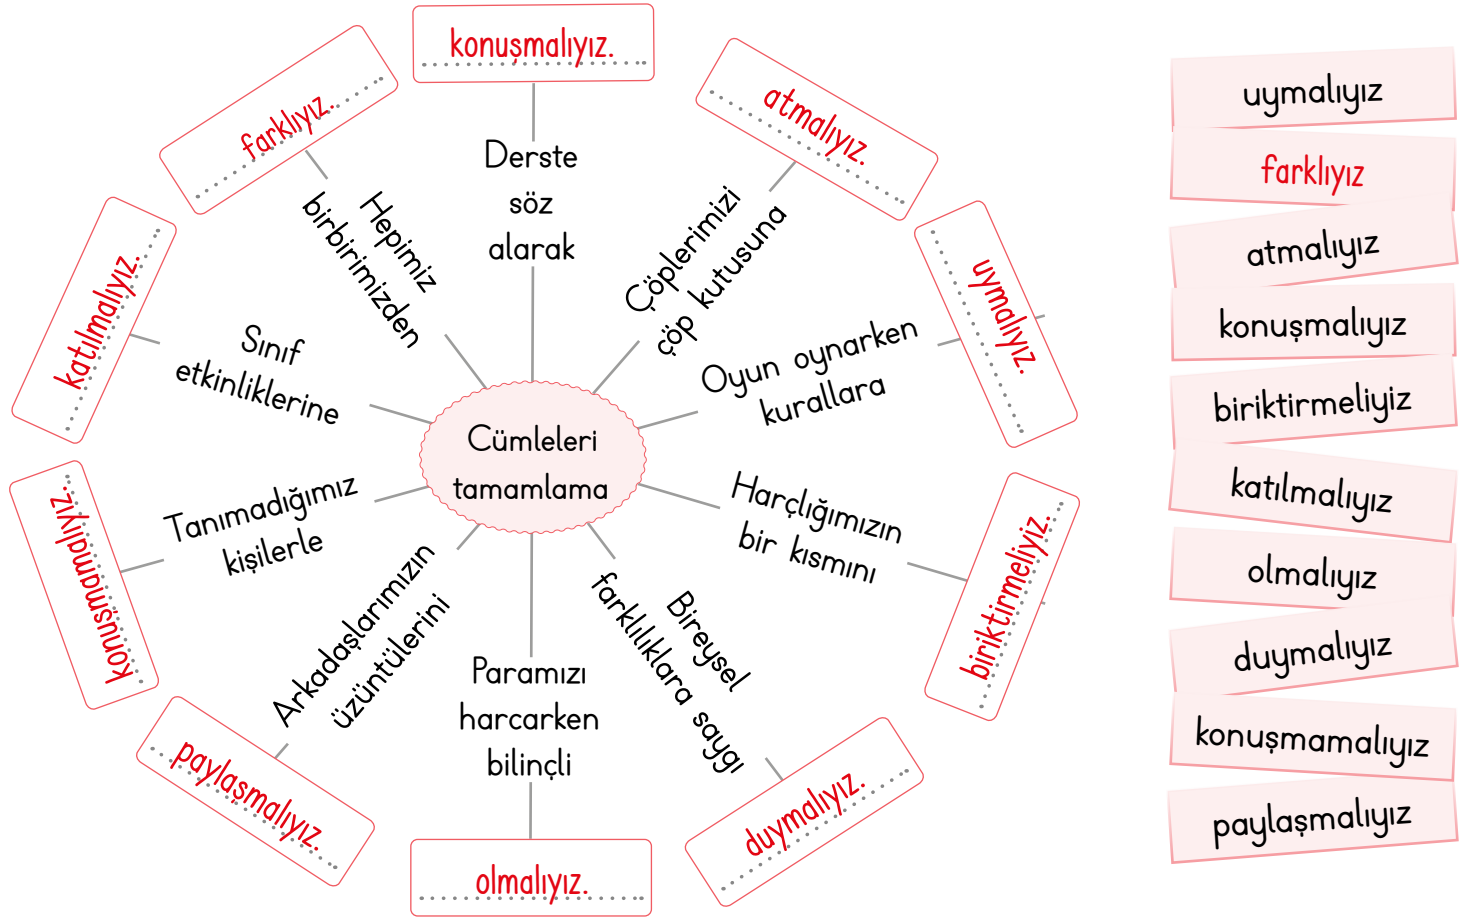 konuşmalıyız.
Derste
söz
alarak
atmalıyız.
Çöplerimizi
çöp kutusuna
uymalıyız.
Oyun oynarken
kurallara
biriktirmeliyiz.
Harçlığımızın
bir kısmını
duymalıyız.
Bireysel
farklılıklara saygı
olmalıyız.
Paramızı
harcarken
bilinçli
paylaşmalıyız.
Arkadaşlarımızın
üzüntülerini
konuşmamalıyız.
Tanımadığımız
kişilerle
katılmalıyız.
Sınıf
etkinliklerine
farklıyız.
Hepimiz
birbirimizden
Cümleleri
tamamlama
uymalıyız
farklıyız
atmalıyız
konuşmalıyız
biriktirmeliyiz
katılmalıyız
olmalıyız
duymalıyız
konuşmamalıyız
paylaşmalıyız